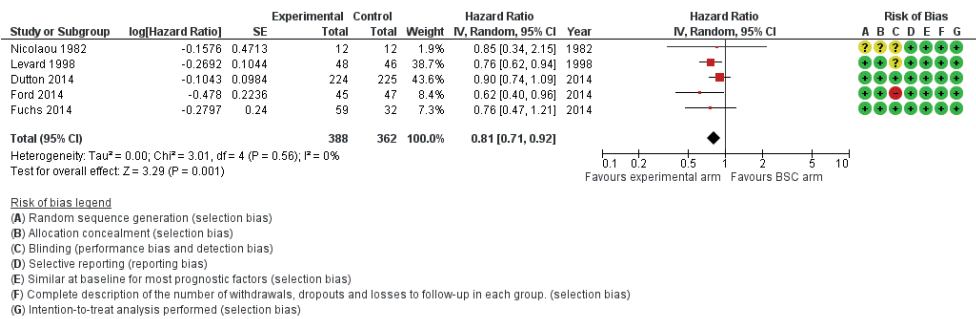 Experimental Control Hazard Ratio Hazard Ratio Risk of Bias
Study or Subgroup log[Hazard Ratio] SE Total Total Weight IV, Random, 95% CI Year IV, Random, 95% CI A B C D E F G
Nicolaou 1982 -0.1576 0.4713 12 12 1.9% 0.85 [0.34, 2.15] 1982 ? ? ? + + + +
Levard 1998 -0.2692 0.1044 48 46 38.7% 0.76 [0.62, 0.94] 1998 + + ? + + + +
Dutton 2014 -0.1043 0.0984 224 225 43.6% 0.90 [0.74, 1.09] 2014 + + + + + + +
Ford 2014 -0.478 0.2236 45 47 8.4% 0.62 [0.40, 0.96] 2014 + + − + + + +
Fuchs 2014 -0.2797 0.24 59 32 7.3% 0.76 [0.47, 1.21] 2014 + + + + + + +
Total (95% CI) 388 362 100.0% 0.81 [0.71, 0.92]
Heterogeneity: Tau² = 0.00; Chi² = 3.01, df = 4 (P = 0.56); I² = 0%
Test for overall effect: Z = 3.29 (P = 0.001)
0.1 0.2 0.5 1 2 5 10
Favours experimental arm Favours BSC arm
Risk of bias legend
(A) Random sequence generation (selection bias)
(B) Allocation concealment (selection bias)
(C) Blinding (performance bias and detection bias)
(D) Selective reporting (reporting bias)
(E) Similar at baseline for most prognostic factors (selection bias)
(F) Complete description of the number of withdrawals, dropouts and losses to follow-up in each group. (selection bias)
(G) Intention-to-treat analysis performed (selection bias)